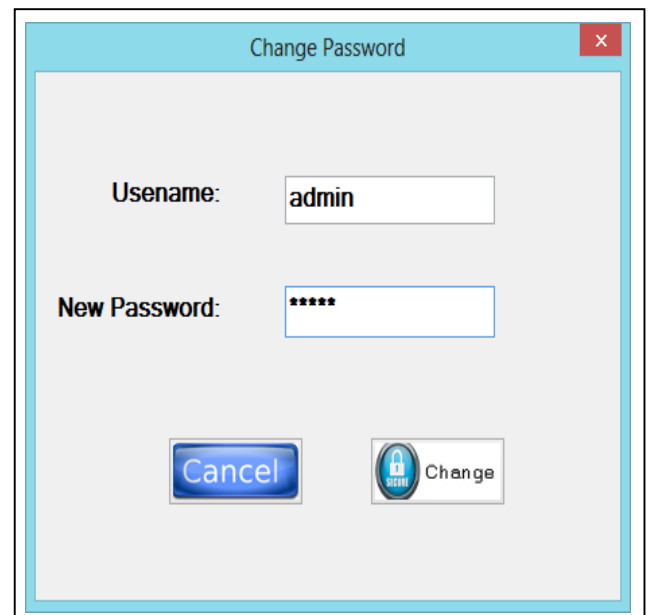 Change Password
x
Usename:
admin
New Password:
*****
Cancel
SECURE
Change